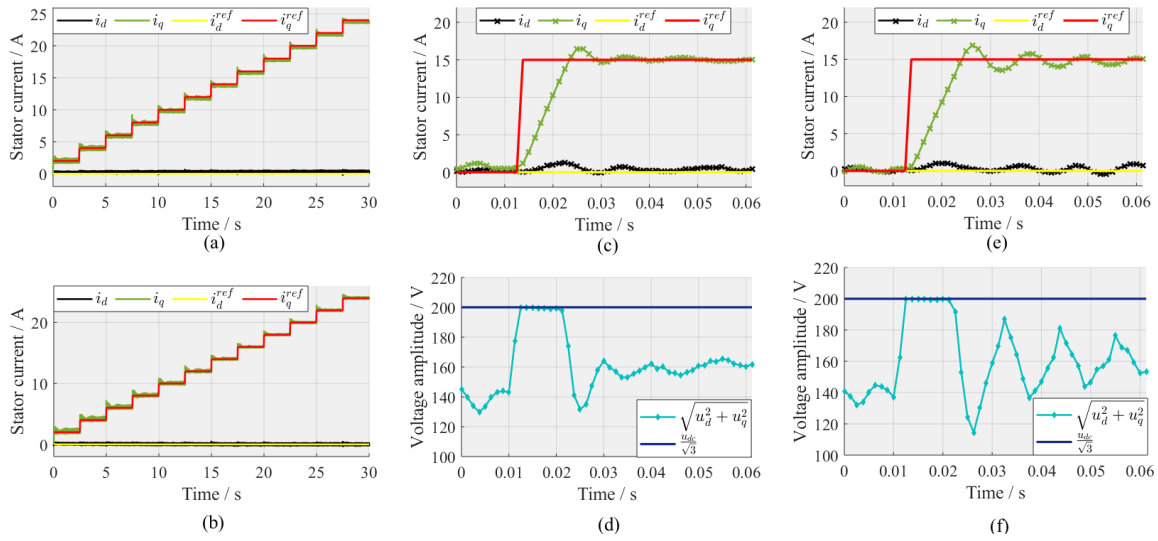 i_d i_q i_d^{ref} i_q^{ref}
Stator current / A
20
10
0
0 5 10 15 20 25 30
Time / s
(a)
i_d i_q i_d^{ref} i_q^{ref}
Stator current / A
20
10
0
0 5 10 15 20 25 30
Time / s
(b)
i_d i_q i_d^{ref} i_q^{ref}
Stator current / A
20
15
10
5
0
0 0.01 0.02 0.03 0.04 0.05 0.06
Time / s
(c)
Voltage amplitude / V
220
200
180
160
140
120
100
√(u_d^2 + u_q^2)
u_{dc}/√3
0 0.01 0.02 0.03 0.04 0.05 0.06
Time / s
(d)
i_d i_q i_d^{ref} i_q^{ref}
Stator current / A
20
15
10
5
0
0 0.01 0.02 0.03 0.04 0.05 0.06
Time / s
(e)
Voltage amplitude / V
220
200
180
160
140
120
100
√(u_d^2 + u_q^2)
u_{dc}/√3
0 0.01 0.02 0.03 0.04 0.05 0.06
Time / s
(f)